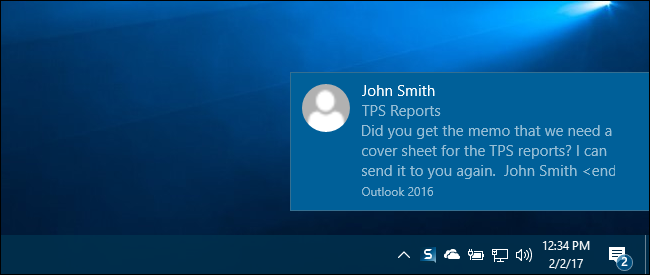 John Smith
TPS Reports
Did you get the memo that we need a
cover sheet for the TPS reports? I can
send it to you again.  John Smith <end
Outlook 2016
S
12:34 PM
2/2/17
2